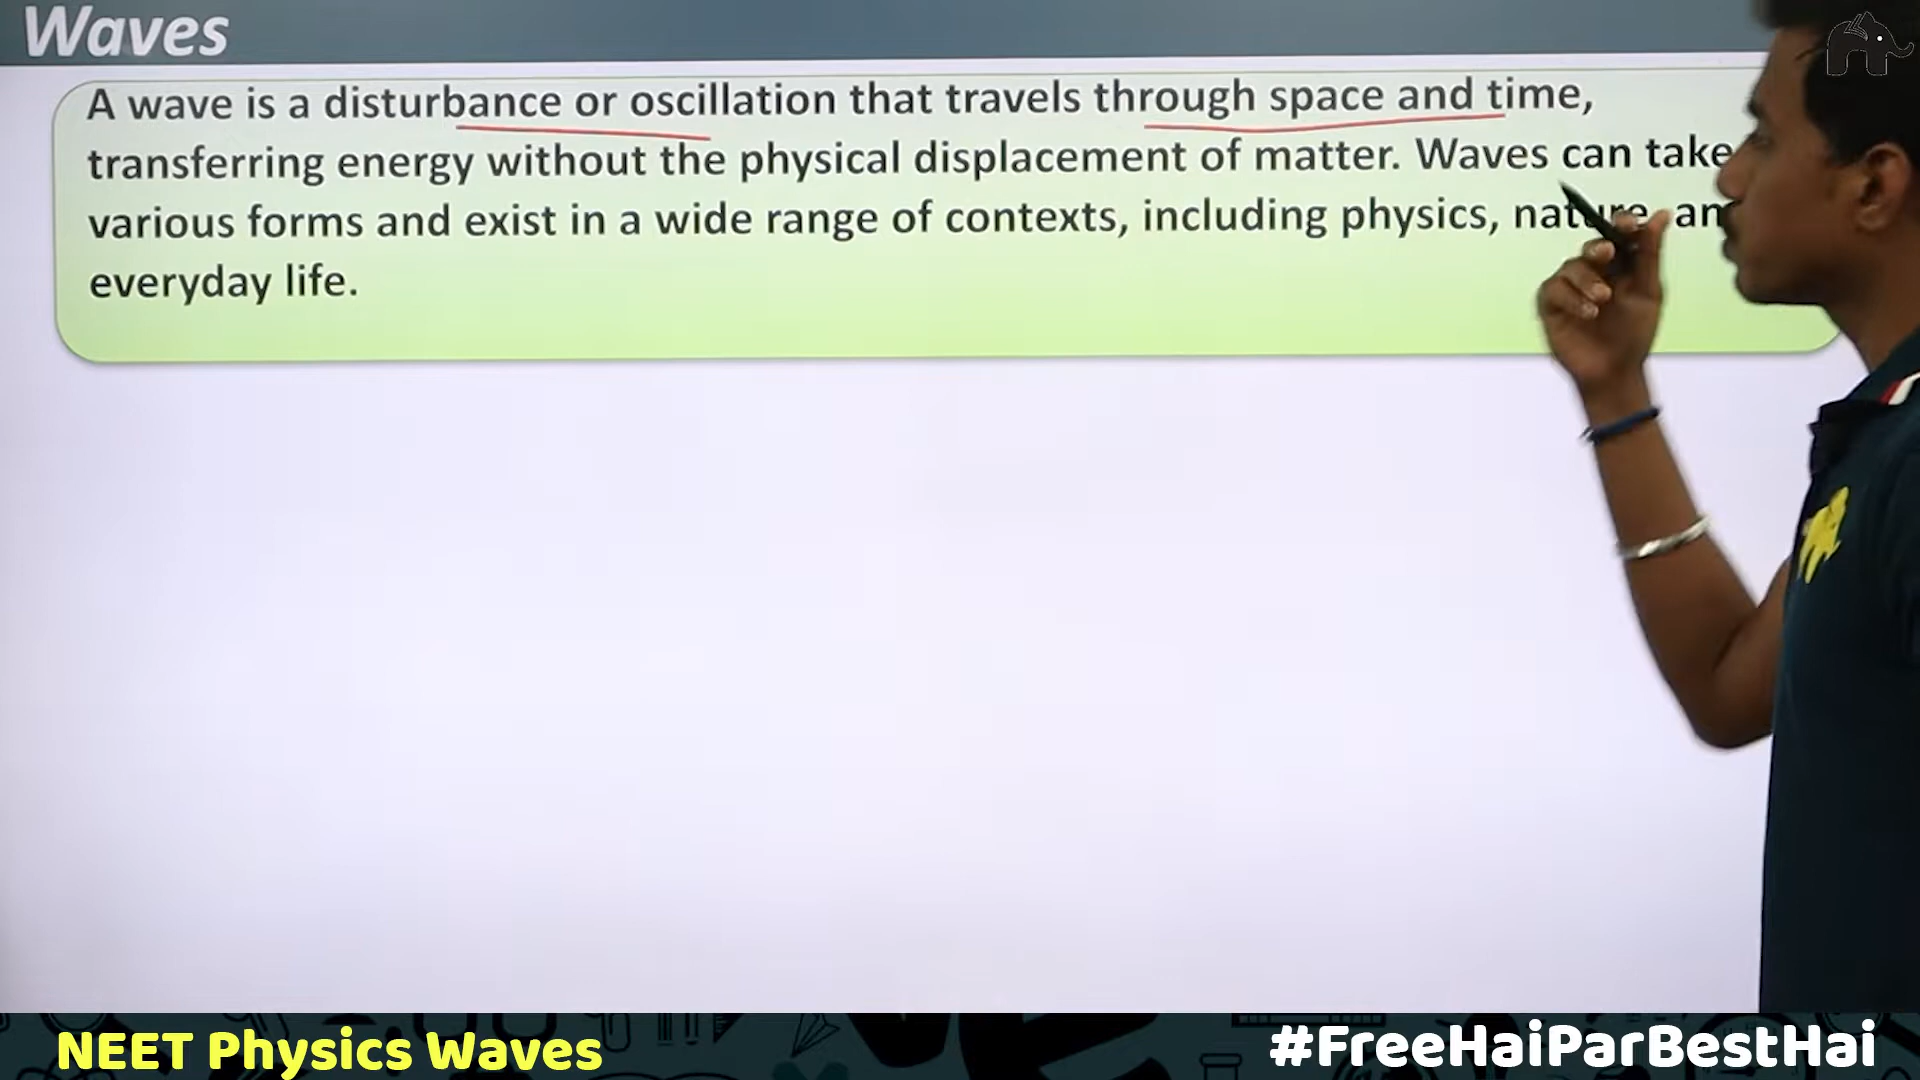 Waves
A wave is a disturbance or oscillation that travels through space and time,
transferring energy without the physical displacement of matter. Waves can take
various forms and exist in a wide range of contexts, including physics, nature,
everyday life.
NEET Physics Waves
#FreeHaiParBestHai